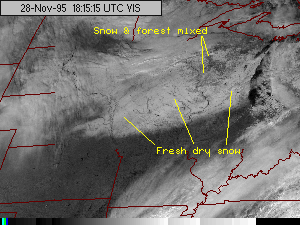 28-Nov-95 18:15:15 UTC VIS
Snow & forest mixed
Fresh dry snow